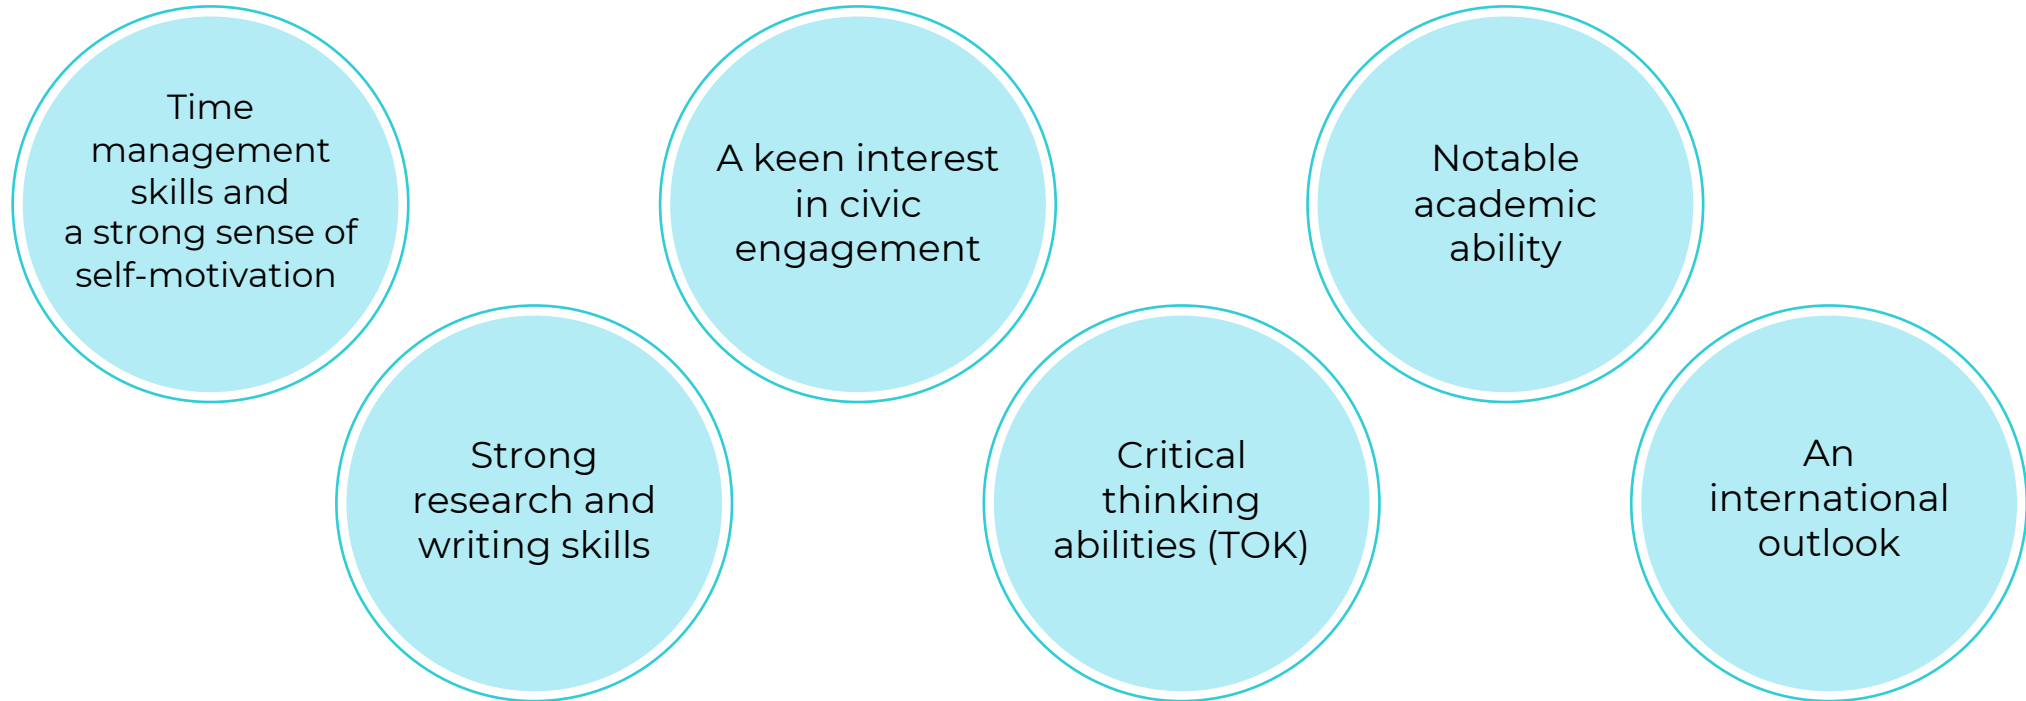 Time
management
skills and
a strong sense of
self-motivation
Strong
research and
writing skills
A keen interest
in civic
engagement
Critical
thinking
abilities (TOK)
Notable
academic
ability
An
international
outlook